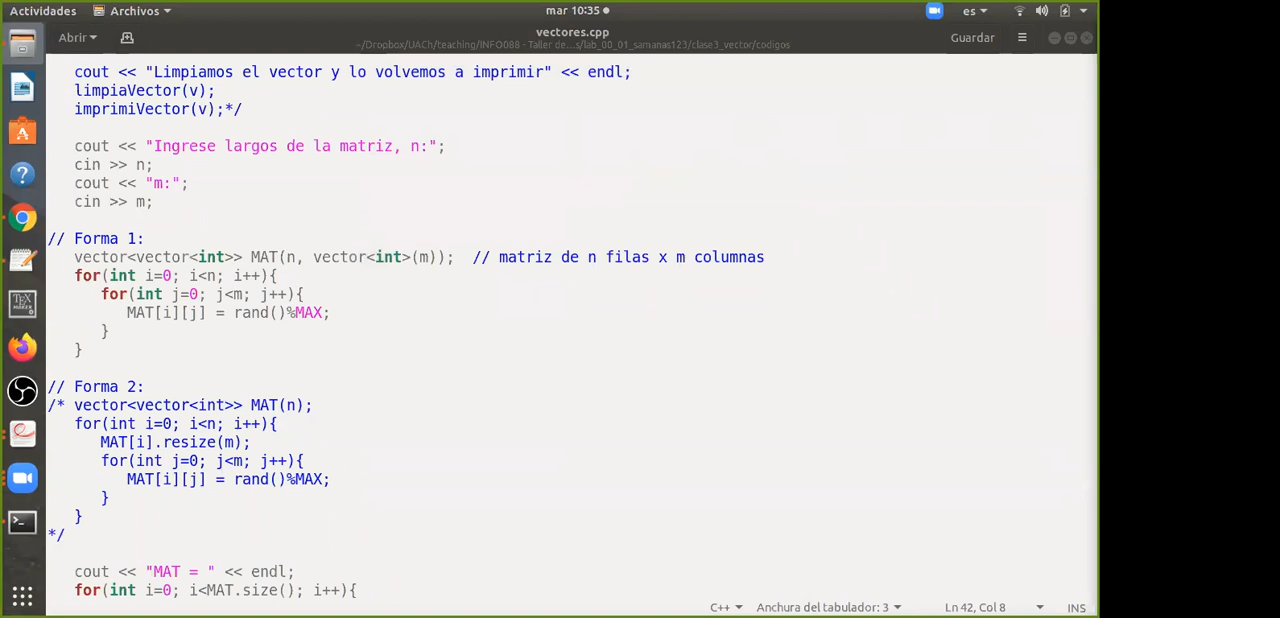 Actividades Archivos mar 10:35 es
Abrir vectores.cpp Guardar
~/Dropbox/UACh/teaching/INFO088 - Taller de…s/lab_00_01_samanas123/clase3_vector/codigos
cout << "Limpiamos el vector y lo volvemos a imprimir" << endl;
limpiaVector(v);
imprimiVector(v);*/
cout << "Ingrese largos de la matriz, n:";
cin >> n;
cout << "m:";
cin >> m;
// Forma 1:
vector<vector<int>> MAT(n, vector<int>(m)); // matriz de n filas x m columnas
for(int i=0; i<n; i++){
for(int j=0; j<m; j++){
MAT[i][j] = rand()%MAX;
}
}
// Forma 2:
/* vector<vector<int>> MAT(n);
for(int i=0; i<n; i++){
MAT[i].resize(m);
for(int j=0; j<m; j++){
MAT[i][j] = rand()%MAX;
}
}
*/
cout << "MAT = " << endl;
for(int i=0; i<MAT.size(); i++){
C++ Anchura del tabulador: 3 Ln 42, Col 8 INS